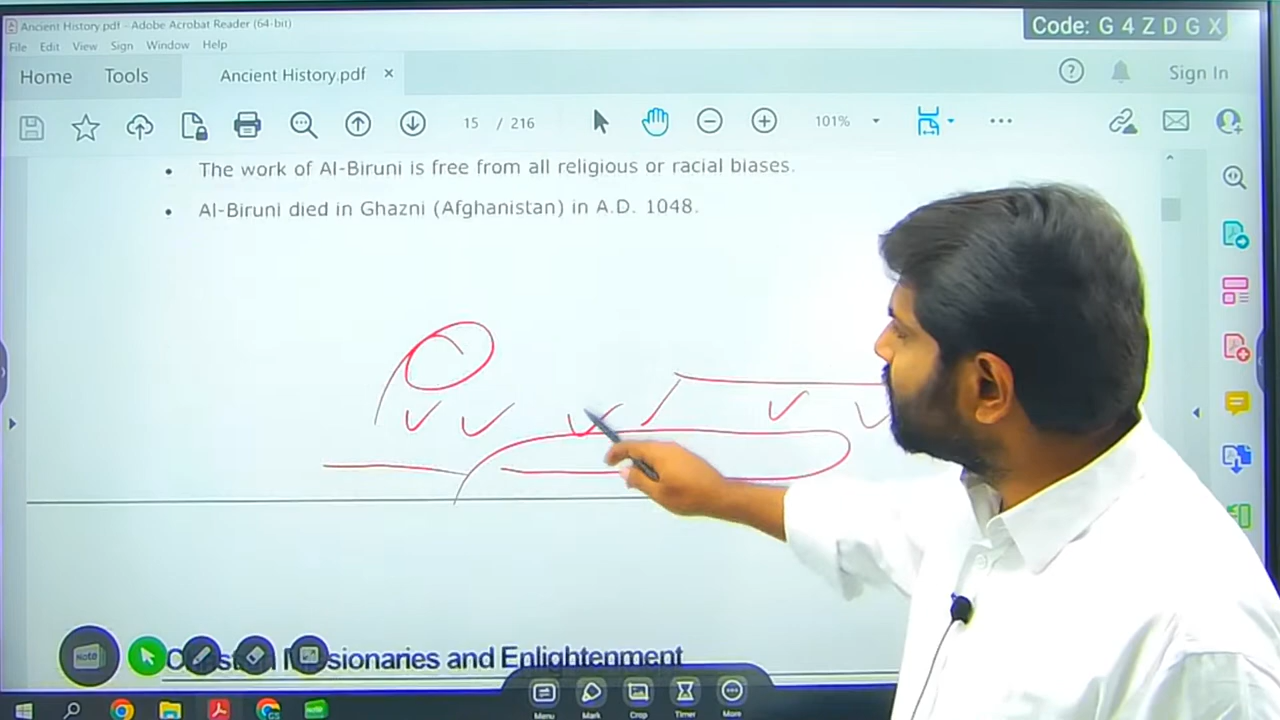 Ancient History.pdf - Adobe Acrobat Reader (64-bit)
Code: G 4 Z D G X
File Edit View Sign Window Help
Home Tools Ancient History.pdf × Sign In
15 / 216 101%
• The work of Al-Biruni is free from all religious or racial biases.
• Al-Biruni died in Ghazni (Afghanistan) in A.D. 1048.
Note
and Enlightenment
Menu Mark Crop Timer More